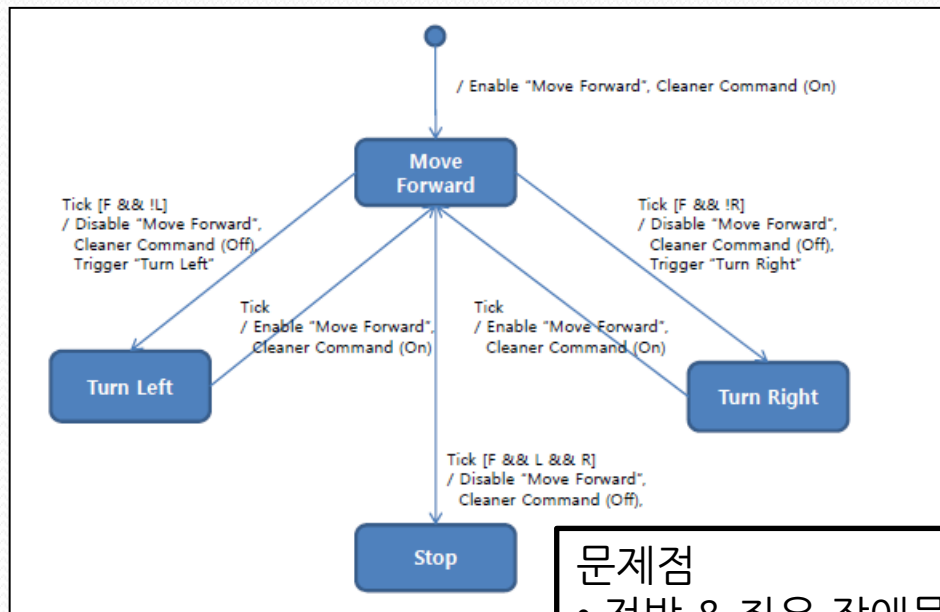 / Enable “Move Forward”, Cleaner Command (On)
Move
Forward
Tick [F && !L]
/ Disable “Move Forward”,
Cleaner Command (Off),
Trigger “Turn Left”
Tick [F && !R]
/ Disable “Move Forward”,
Cleaner Command (Off),
Trigger “Turn Right”
Tick
/ Enable “Move Forward”,
Cleaner Command (On)
Tick
/ Enable “Move Forward”,
Cleaner Command (On)
Turn Left
Turn Right
Tick [F && L && R]
/ Disable “Move Forward”,
Cleaner Command (Off),
Stop
문제점